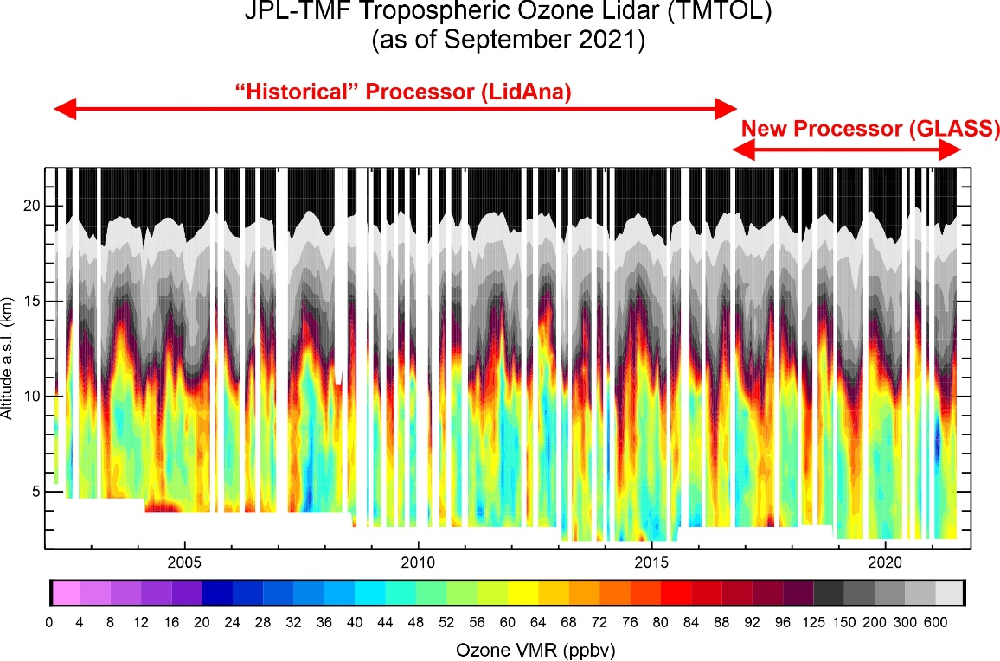 JPL-TMF Tropospheric Ozone Lidar (TMTOL)
(as of September 2021)
“Historical” Processor (LidAna)
New Processor (GLASS)
20
15
10
5
Altitude a.s.l. (km)
2005 2010 2015 2020
0 4 8 12 16 20 24 28 32 36 40 44 48 52 56 60 64 68 72 76 80 84 88 92 96 125 150 200 300 600
Ozone VMR (ppbv)